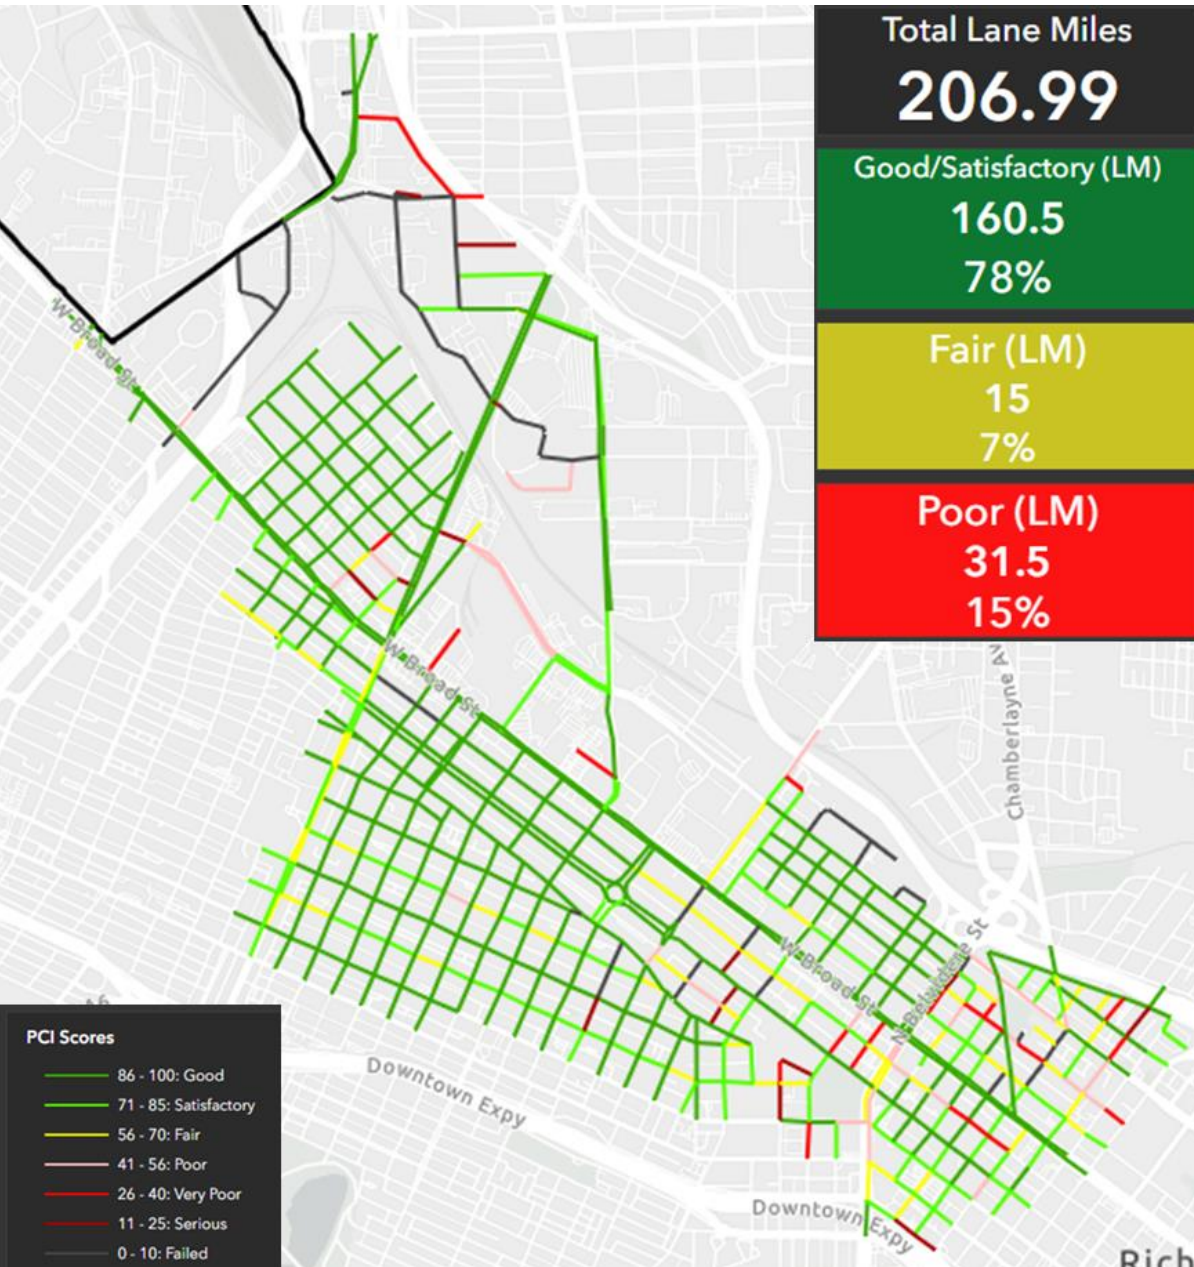 Total Lane Miles
206.99
Good/Satisfactory (LM)
160.5
78%
Fair (LM)
15
7%
Poor (LM)
31.5
15%
W Broad St
W Broad St
Chamberlayne Av
W Broad St
N Belvidere St
Downtown Expy
Downtown Expy
Rich
PCI Scores
86 - 100: Good
71 - 85: Satisfactory
56 - 70: Fair
41 - 56: Poor
26 - 40: Very Poor
11 - 25: Serious
0 - 10: Failed